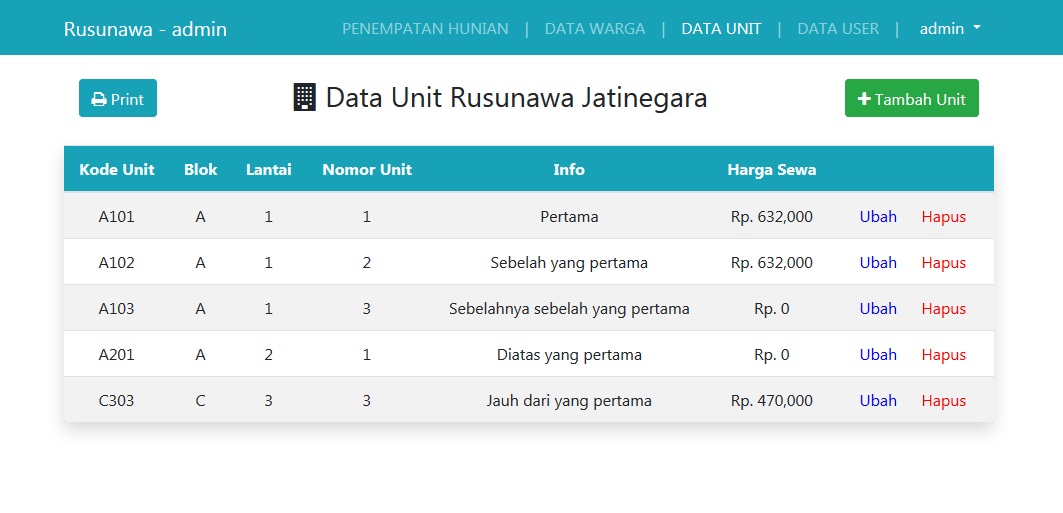 Rusunawa - admin PENEMPATAN HUNIAN | DATA WARGA | DATA UNIT | DATA USER | admin
Print Data Unit Rusunawa Jatinegara Tambah Unit
Kode Unit Blok Lantai Nomor Unit Info Harga Sewa
A101 A 1 1 Pertama Rp. 632,000 Ubah Hapus
A102 A 1 2 Sebelah yang pertama Rp. 632,000 Ubah Hapus
A103 A 1 3 Sebelahnya sebelah yang pertama Rp. 0 Ubah Hapus
A201 A 2 1 Diatas yang pertama Rp. 0 Ubah Hapus
C303 C 3 3 Jauh dari yang pertama Rp. 470,000 Ubah Hapus